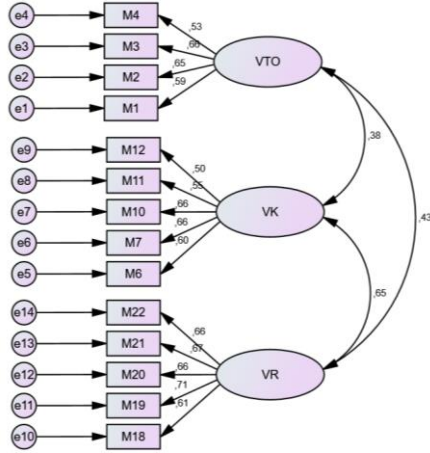 e4 M4 ,53
e3 M3 ,66
e2 M2 ,65 VTO
e1 M1 ,59
e9 M12 ,50 ,38
e8 M11 ,55
e7 M10 ,66 VK ,43
e6 M7 ,66
e5 M6 ,60
e14 M22 ,66 ,65
e13 M21 ,67
e12 M20 ,66 VR
e11 M19 ,71
e10 M18 ,61